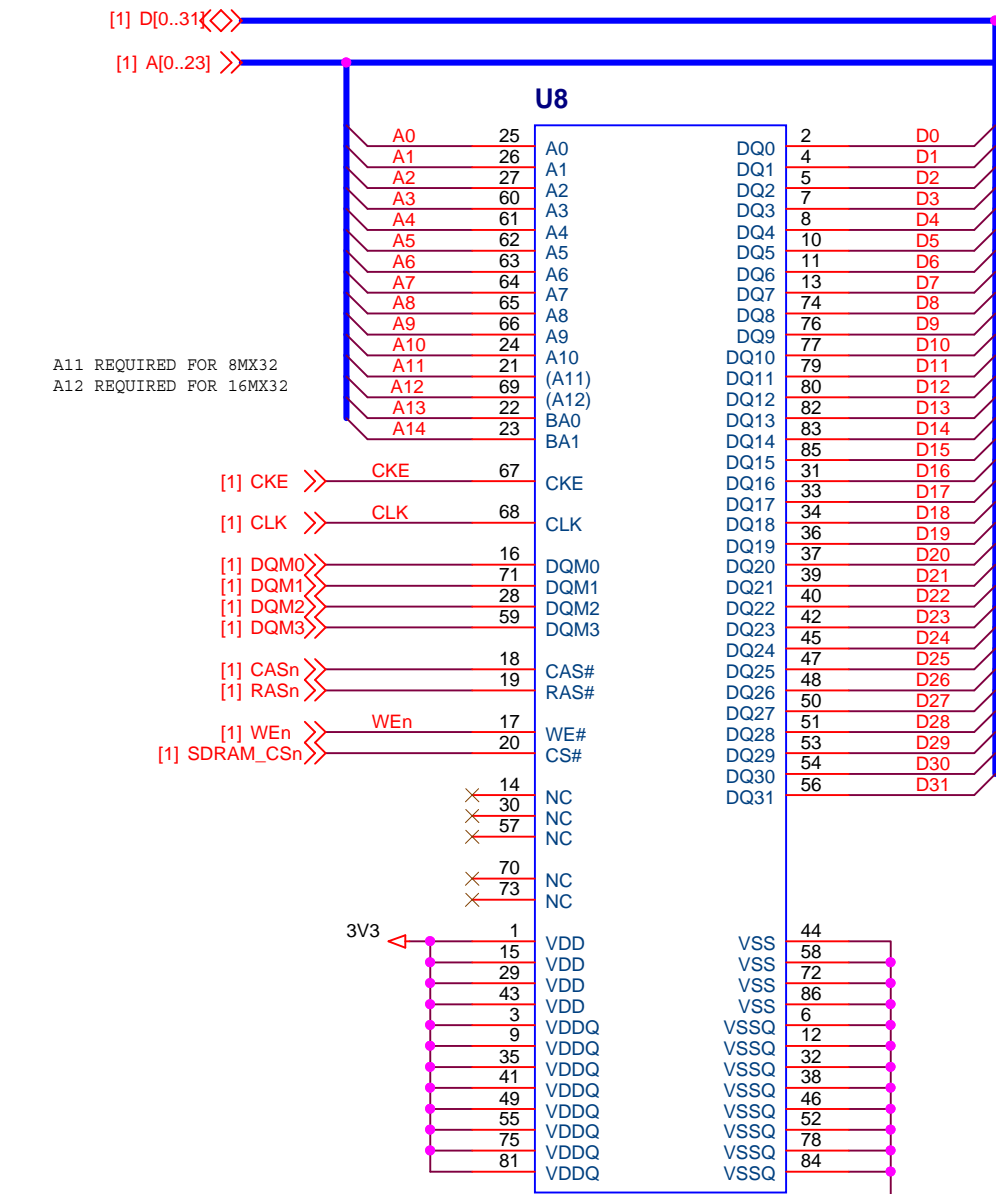 [1] D[0..31]
[1] A[0..23]
U8
A0 25 A0 DQ0 2 D0
A1 26 A1 DQ1 4 D1
A2 27 A2 DQ2 5 D2
A3 60 A3 DQ3 7 D3
A4 61 A4 DQ4 8 D4
A5 62 A5 DQ5 10 D5
A6 63 A6 DQ6 11 D6
A7 64 A7 DQ7 13 D7
A8 65 A8 DQ8 74 D8
A9 66 A9 DQ9 76 D9
A10 24 A10 DQ10 77 D10
A11 REQUIRED FOR 8MX32 A11 21 (A11) DQ11 79 D11
A12 REQUIRED FOR 16MX32 A12 69 (A12) DQ12 80 D12
A13 22 BA0 DQ13 82 D13
A14 23 BA1 DQ14 83 D14
DQ15 85 D15
[1] CKE CKE 67 CKE DQ16 31 D16
DQ17 33 D17
[1] CLK CLK 68 CLK DQ18 34 D18
DQ19 36 D19
[1] DQM0 16 DQM0 DQ20 37 D20
[1] DQM1 71 DQM1 DQ21 39 D21
[1] DQM2 28 DQM2 DQ22 40 D22
[1] DQM3 59 DQM3 DQ23 42 D23
DQ24 45 D24
[1] CASn 18 CAS# DQ25 47 D25
[1] RASn 19 RAS# DQ26 48 D26
DQ27 50 D27
[1] WEn WEn 17 WE# DQ28 51 D28
[1] SDRAM_CSn 20 CS# DQ29 53 D29
DQ30 54 D30
14 NC DQ31 56 D31
30 NC
57 NC
70 NC
73 NC
3V3 1 VDD VSS 44
15 VDD VSS 58
29 VDD VSS 72
43 VDD VSS 86
3 VDDQ VSSQ 6
9 VDDQ VSSQ 12
35 VDDQ VSSQ 32
41 VDDQ VSSQ 38
49 VDDQ VSSQ 46
55 VDDQ VSSQ 52
75 VDDQ VSSQ 78
81 VDDQ VSSQ 84